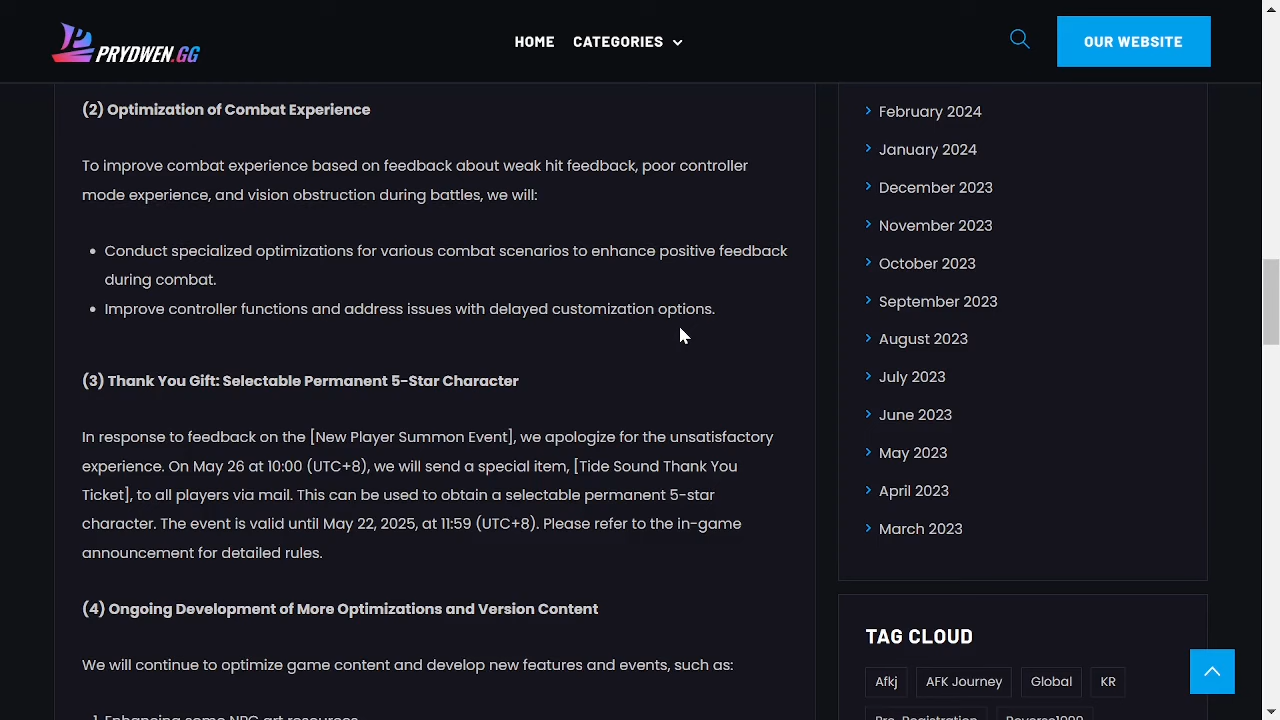 PRYDWEN.GG
HOME CATEGORIES
OUR WEBSITE
(2) Optimization of Combat Experience
To improve combat experience based on feedback about weak hit feedback, poor controller
mode experience, and vision obstruction during battles, we will:
Conduct specialized optimizations for various combat scenarios to enhance positive feedback
during combat.
Improve controller functions and address issues with delayed customization options.
(3) Thank You Gift: Selectable Permanent 5-Star Character
In response to feedback on the [New Player Summon Event], we apologize for the unsatisfactory
experience. On May 26 at 10:00 (UTC+8), we will send a special item, [Tide Sound Thank You
Ticket], to all players via mail. This can be used to obtain a selectable permanent 5-star
character. The event is valid until May 22, 2025, at 11:59 (UTC+8). Please refer to the in-game
announcement for detailed rules.
(4) Ongoing Development of More Optimizations and Version Content
We will continue to optimize game content and develop new features and events, such as:
1. Enhancing some NPC art resources.
February 2024
January 2024
December 2023
November 2023
October 2023
September 2023
August 2023
July 2023
June 2023
May 2023
April 2023
March 2023
TAG CLOUD
Afkj AFK Journey Global KR
Pre-Registration Reverse1999